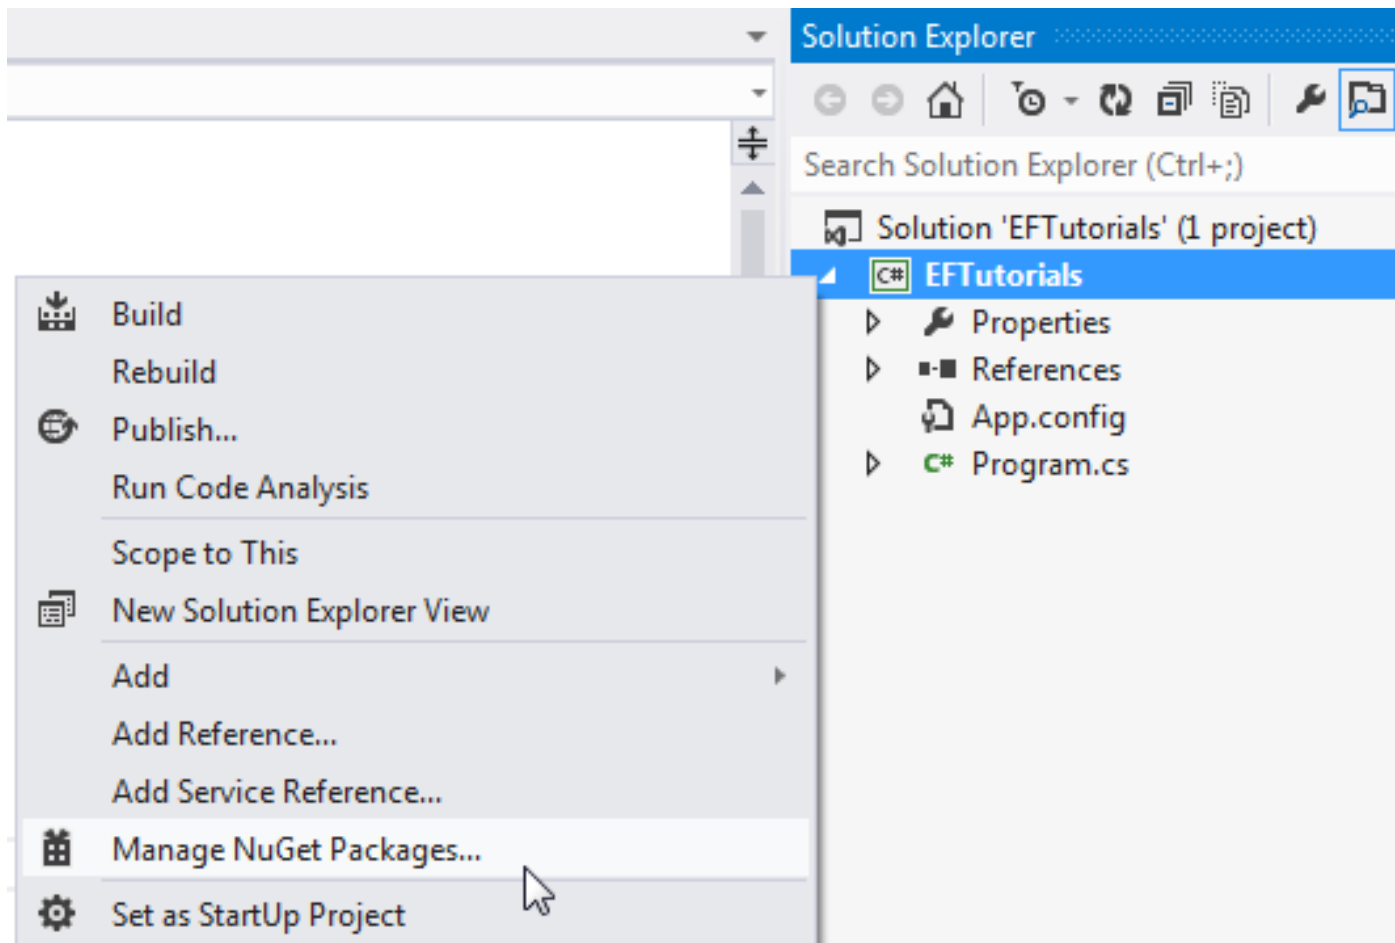 Solution Explorer
Search Solution Explorer (Ctrl+;)
Solution 'EFTutorials' (1 project)
C# EFTutorials
Properties
References
App.config
C# Program.cs
Build
Rebuild
Publish...
Run Code Analysis
Scope to This
New Solution Explorer View
Add
Add Reference...
Add Service Reference...
Manage NuGet Packages...
Set as StartUp Project